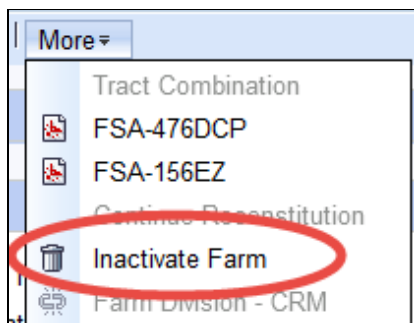 More
Tract Combination
FSA-476DCP
FSA-156EZ
Continue Reconstitution
Inactivate Farm
Farm Division - CRM